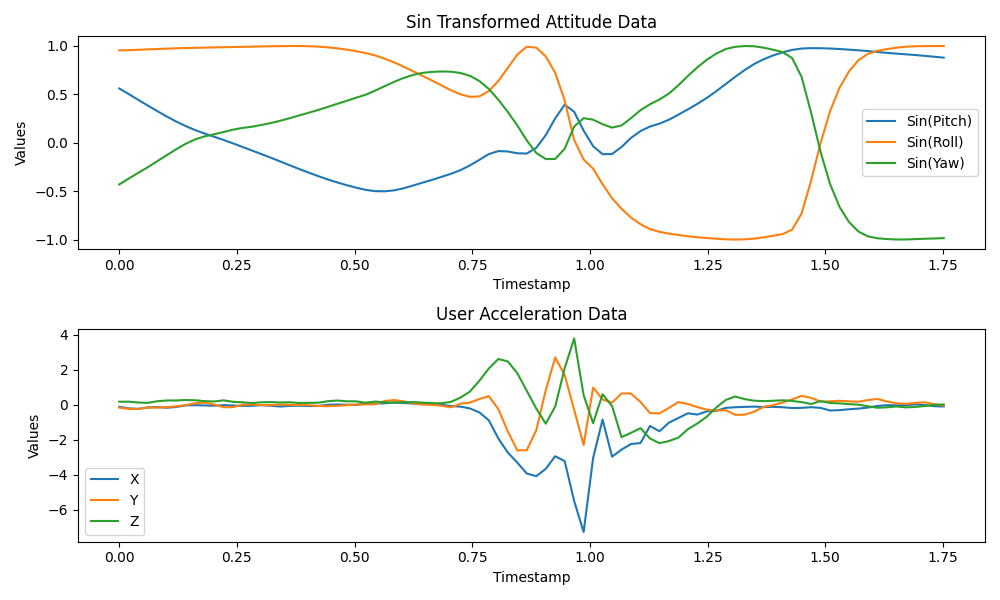 Sin Transformed Attitude Data
Values
1.0
0.5
0.0
−0.5
−1.0
Sin(Pitch)
Sin(Roll)
Sin(Yaw)
0.00 0.25 0.50 0.75 1.00 1.25 1.50 1.75
Timestamp
User Acceleration Data
Values
4
2
0
−2
−4
−6
X
Y
Z
0.00 0.25 0.50 0.75 1.00 1.25 1.50 1.75
Timestamp